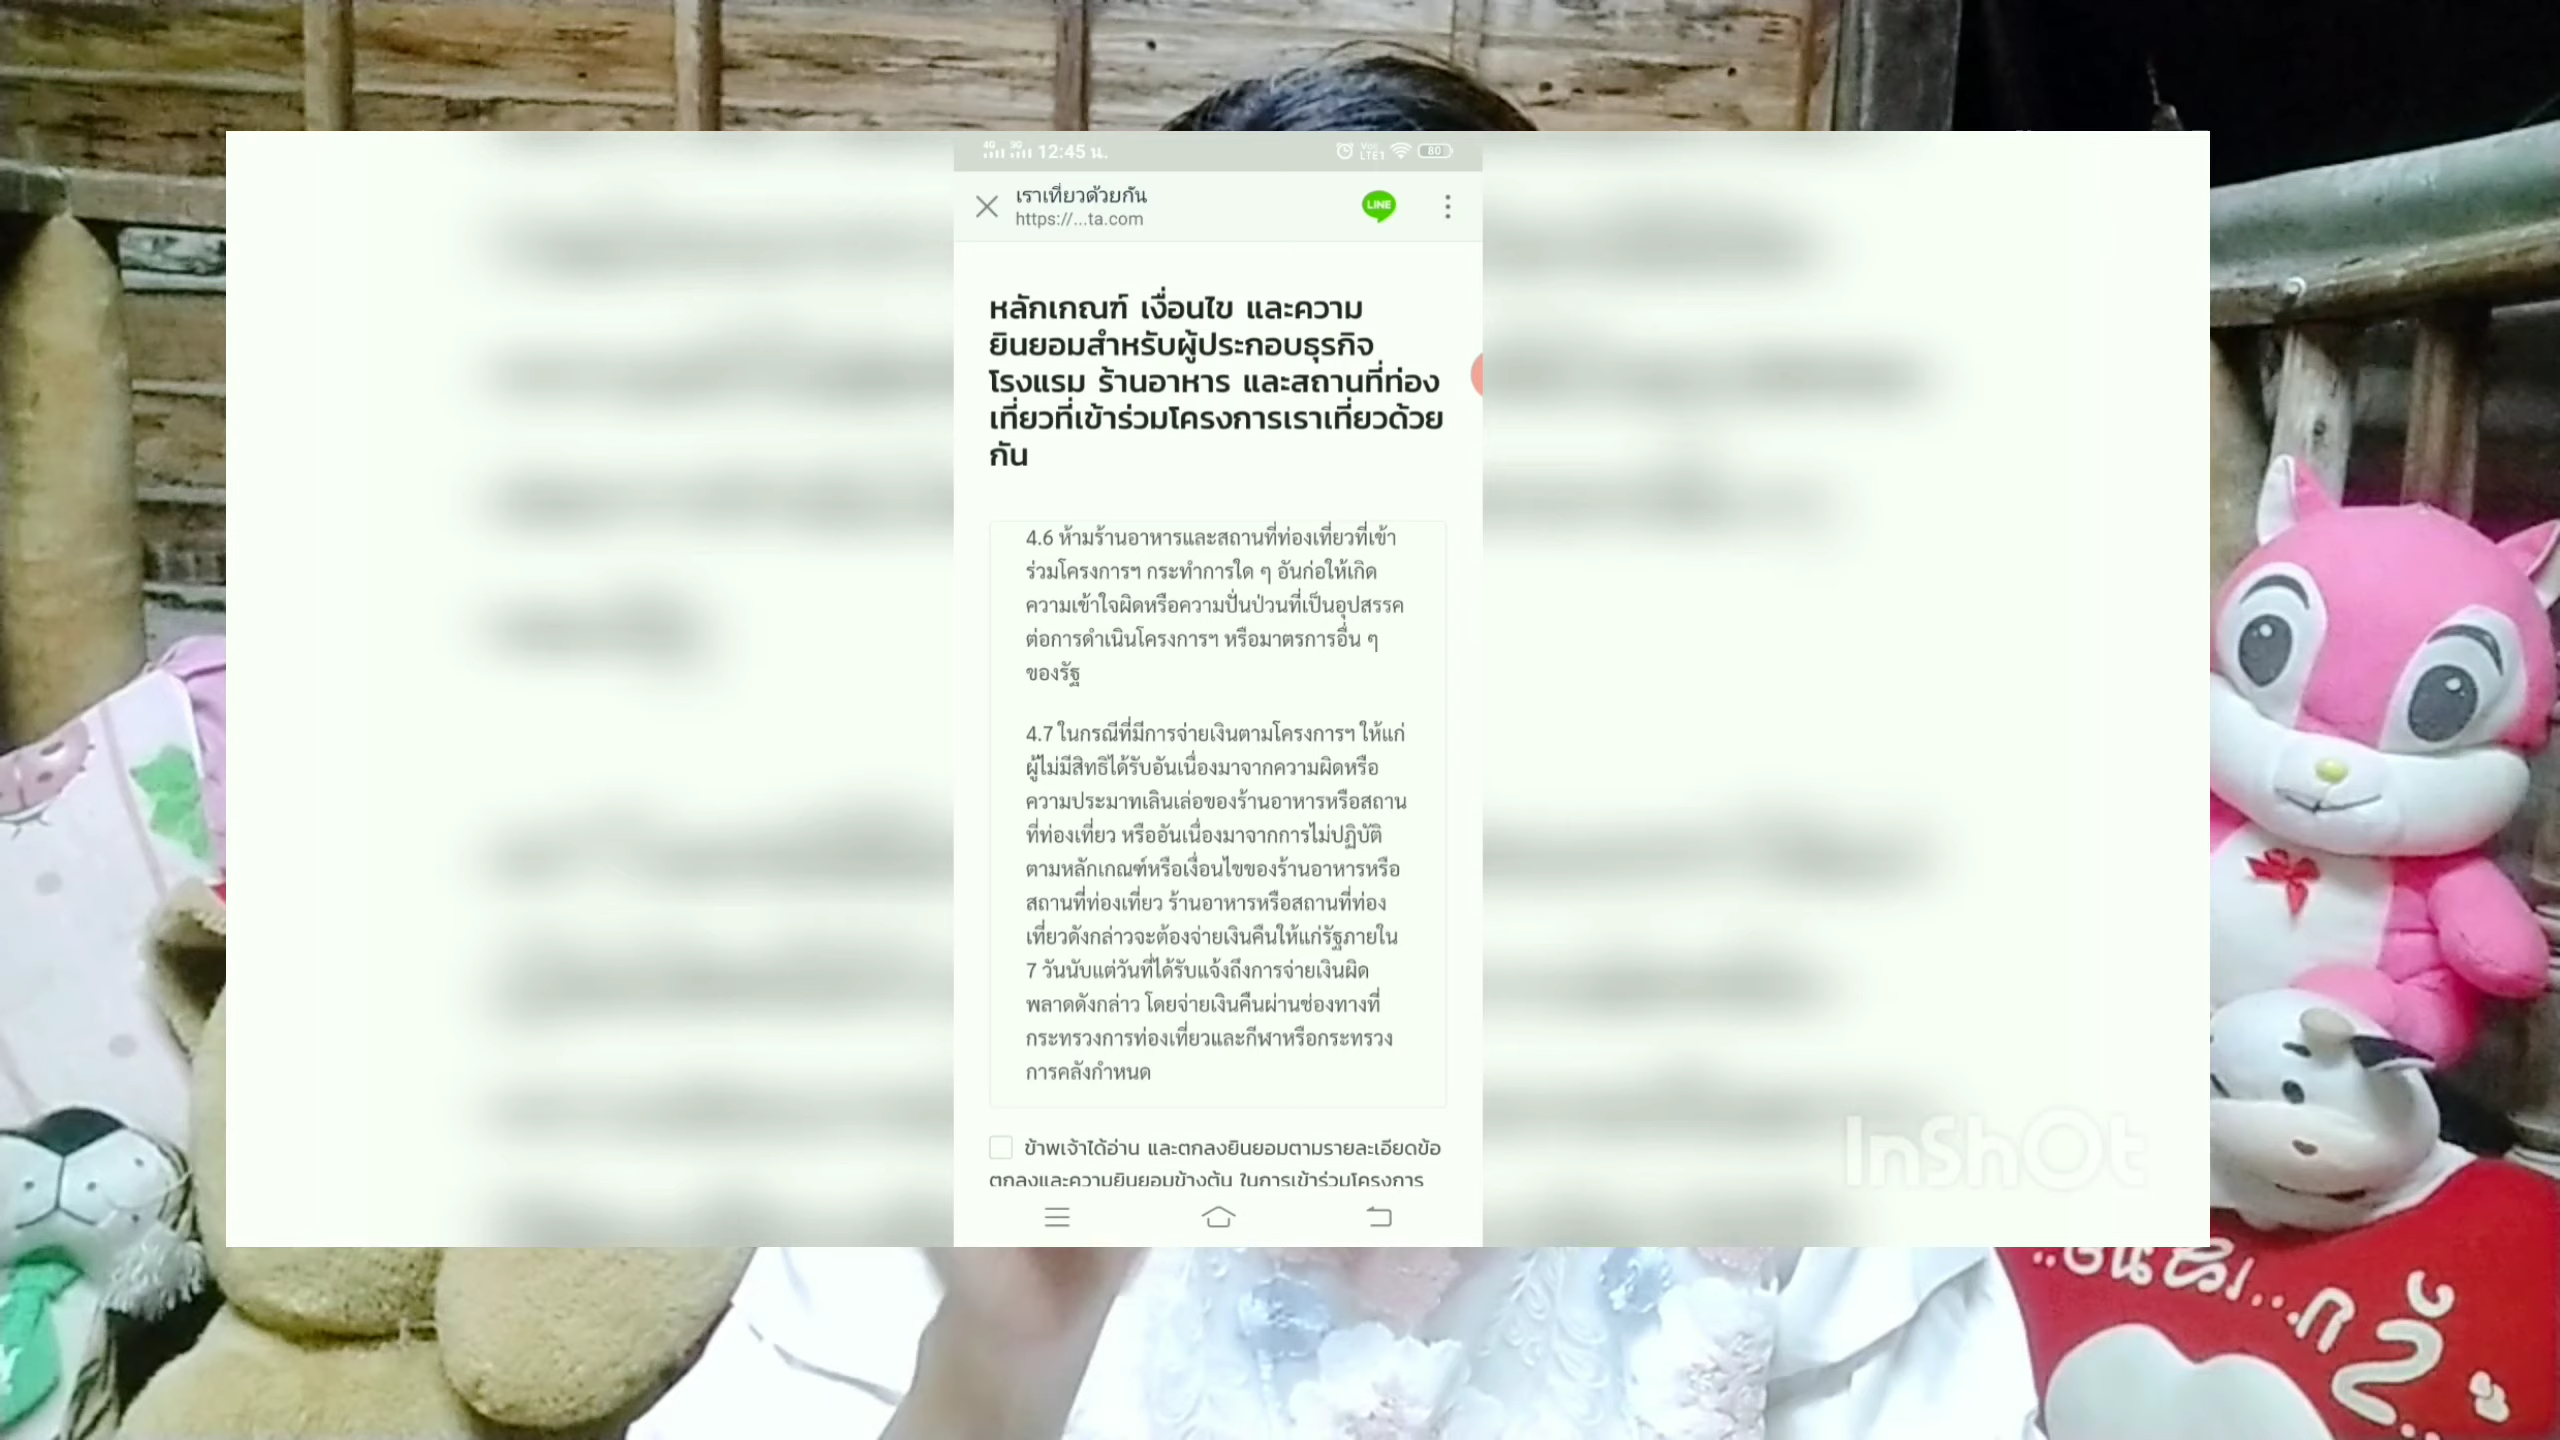 4G 3G 12:45 น.
VoLTE1 80
เราเที่ยวด้วยกัน
https://...ta.com
LINE
หลักเกณฑ์ เงื่อนไข และความ
ยินยอมสำหรับผู้ประกอบธุรกิจ
โรงแรม ร้านอาหาร และสถานที่ท่อง
เที่ยวที่เข้าร่วมโครงการเราเที่ยวด้วย
กัน
4.6 ห้ามร้านอาหารและสถานที่ท่องเที่ยวที่เข้า
ร่วมโครงการฯ กระทำการใด ๆ อันก่อให้เกิด
ความเข้าใจผิดหรือความปั่นป่วนที่เป็นอุปสรรค
ต่อการดำเนินโครงการฯ หรือมาตรการอื่น ๆ
ของรัฐ
4.7 ในกรณีที่มีการจ่ายเงินตามโครงการฯ ให้แก่
ผู้ไม่มีสิทธิได้รับอันเนื่องมาจากความผิดหรือ
ความประมาทเลินเล่อของร้านอาหารหรือสถาน
ที่ท่องเที่ยว หรืออันเนื่องมาจากการไม่ปฏิบัติ
ตามหลักเกณฑ์หรือเงื่อนไขของร้านอาหารหรือ
สถานที่ท่องเที่ยว ร้านอาหารหรือสถานที่ท่อง
เที่ยวดังกล่าวจะต้องจ่ายเงินคืนให้แก่รัฐภายใน
7 วันนับแต่วันที่ได้รับแจ้งถึงการจ่ายเงินผิด
พลาดดังกล่าว โดยจ่ายเงินคืนผ่านช่องทางที่
กระทรวงการท่องเที่ยวและกีฬาหรือกระทรวง
การคลังกำหนด
ข้าพเจ้าได้อ่าน และตกลงยินยอมตามรายละเอียดข้อ
ตกลงและความยินยอมข้างต้น ในการเข้าร่วมโครงการ
InShOt